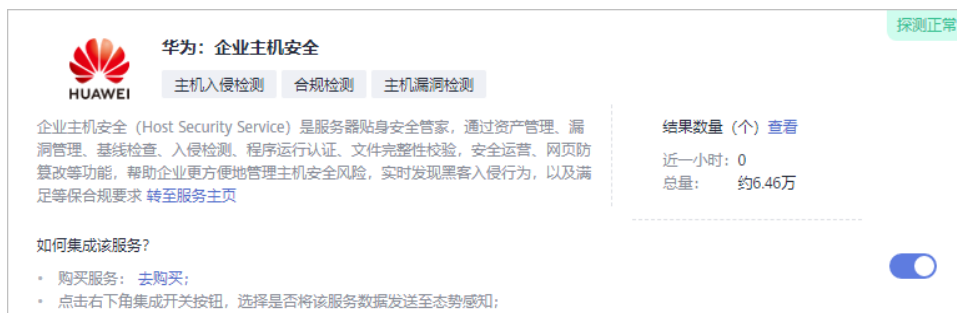 探测正常
华为：企业主机安全
HUAWEI
主机入侵检测 合规检测 主机漏洞检测
企业主机安全（Host Security Service）是服务器贴身安全管家，通过资产管理、漏
洞管理、基线检查、入侵检测、程序运行认证、文件完整性校验，安全运营、网页防
篡改等功能，帮助企业更方便地管理主机安全风险，实时发现黑客入侵行为，以及满
足等保合规要求 转至服务主页
结果数量（个）查看
近一小时：0
总量： 约6.46万
如何集成该服务?
• 购买服务： 去购买;
• 点击右下角集成开关按钮，选择是否将该服务数据发送至态势感知;